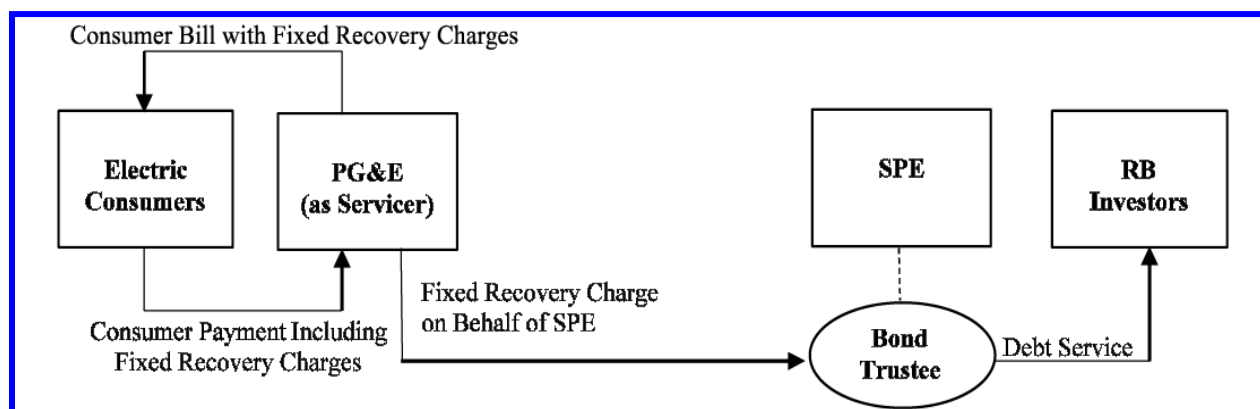 Consumer Bill with Fixed Recovery Charges
Electric
Consumers
PG&E
(as Servicer)
SPE
RB
Investors
Consumer Payment Including
Fixed Recovery Charges
Fixed Recovery Charge
on Behalf of SPE
Bond
Trustee
Debt Service